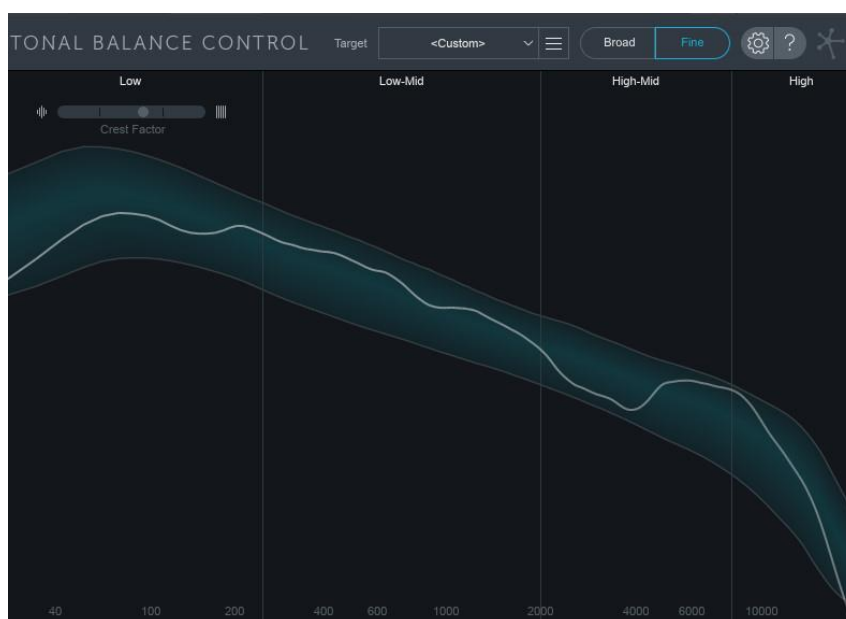 TONAL BALANCE CONTROL Target <Custom> Broad Fine ?
Low Low-Mid High-Mid High
Crest Factor
40 100 200 400 600 1000 2000 4000 6000 10000